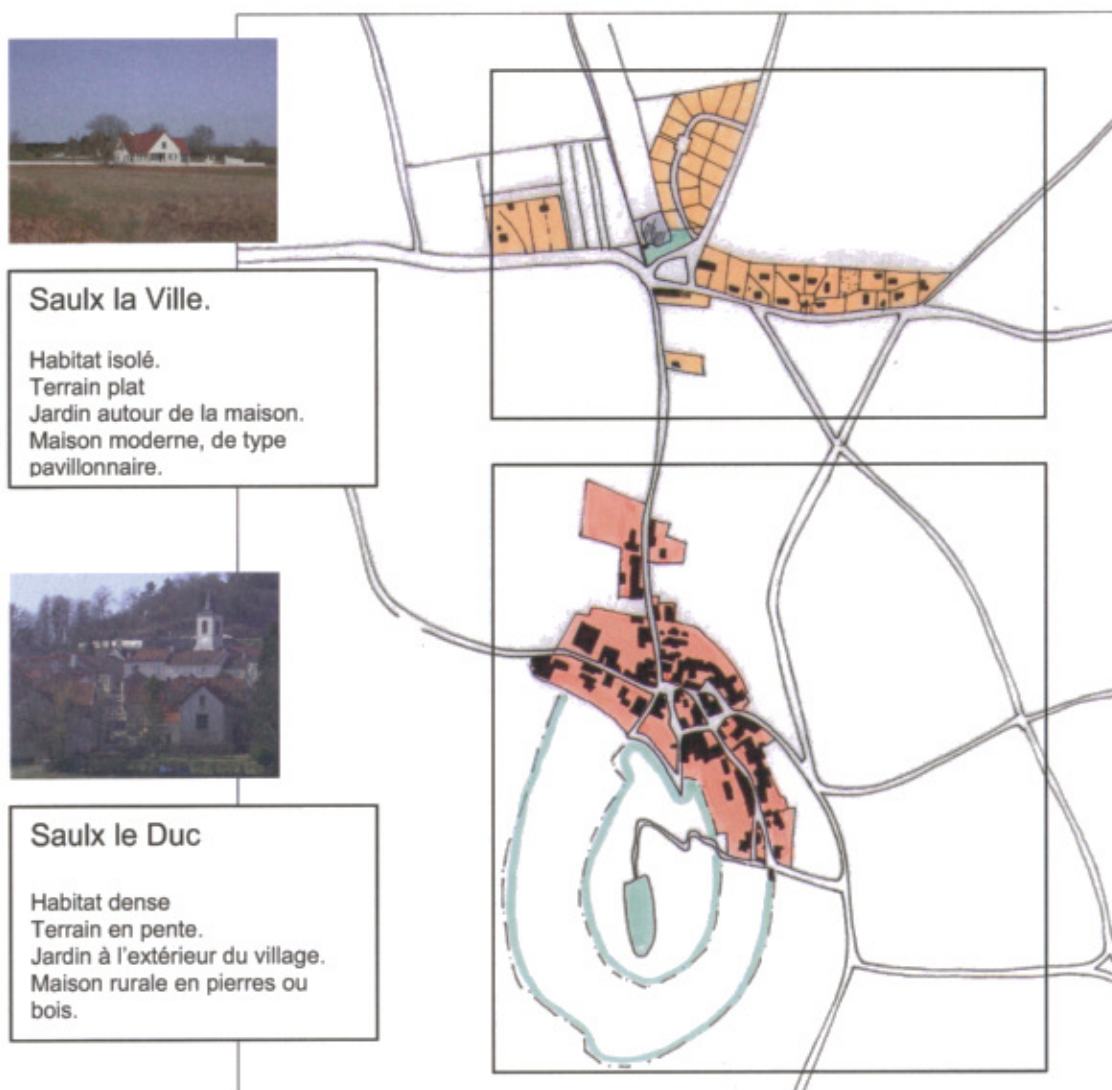 Saulx la Ville.
Habitat isolé.
Terrain plat
Jardin autour de la maison.
Maison moderne, de type
pavillonnaire.
Saulx le Duc
Habitat dense
Terrain en pente.
Jardin à l'extérieur du village.
Maison rurale en pierres ou
bois.